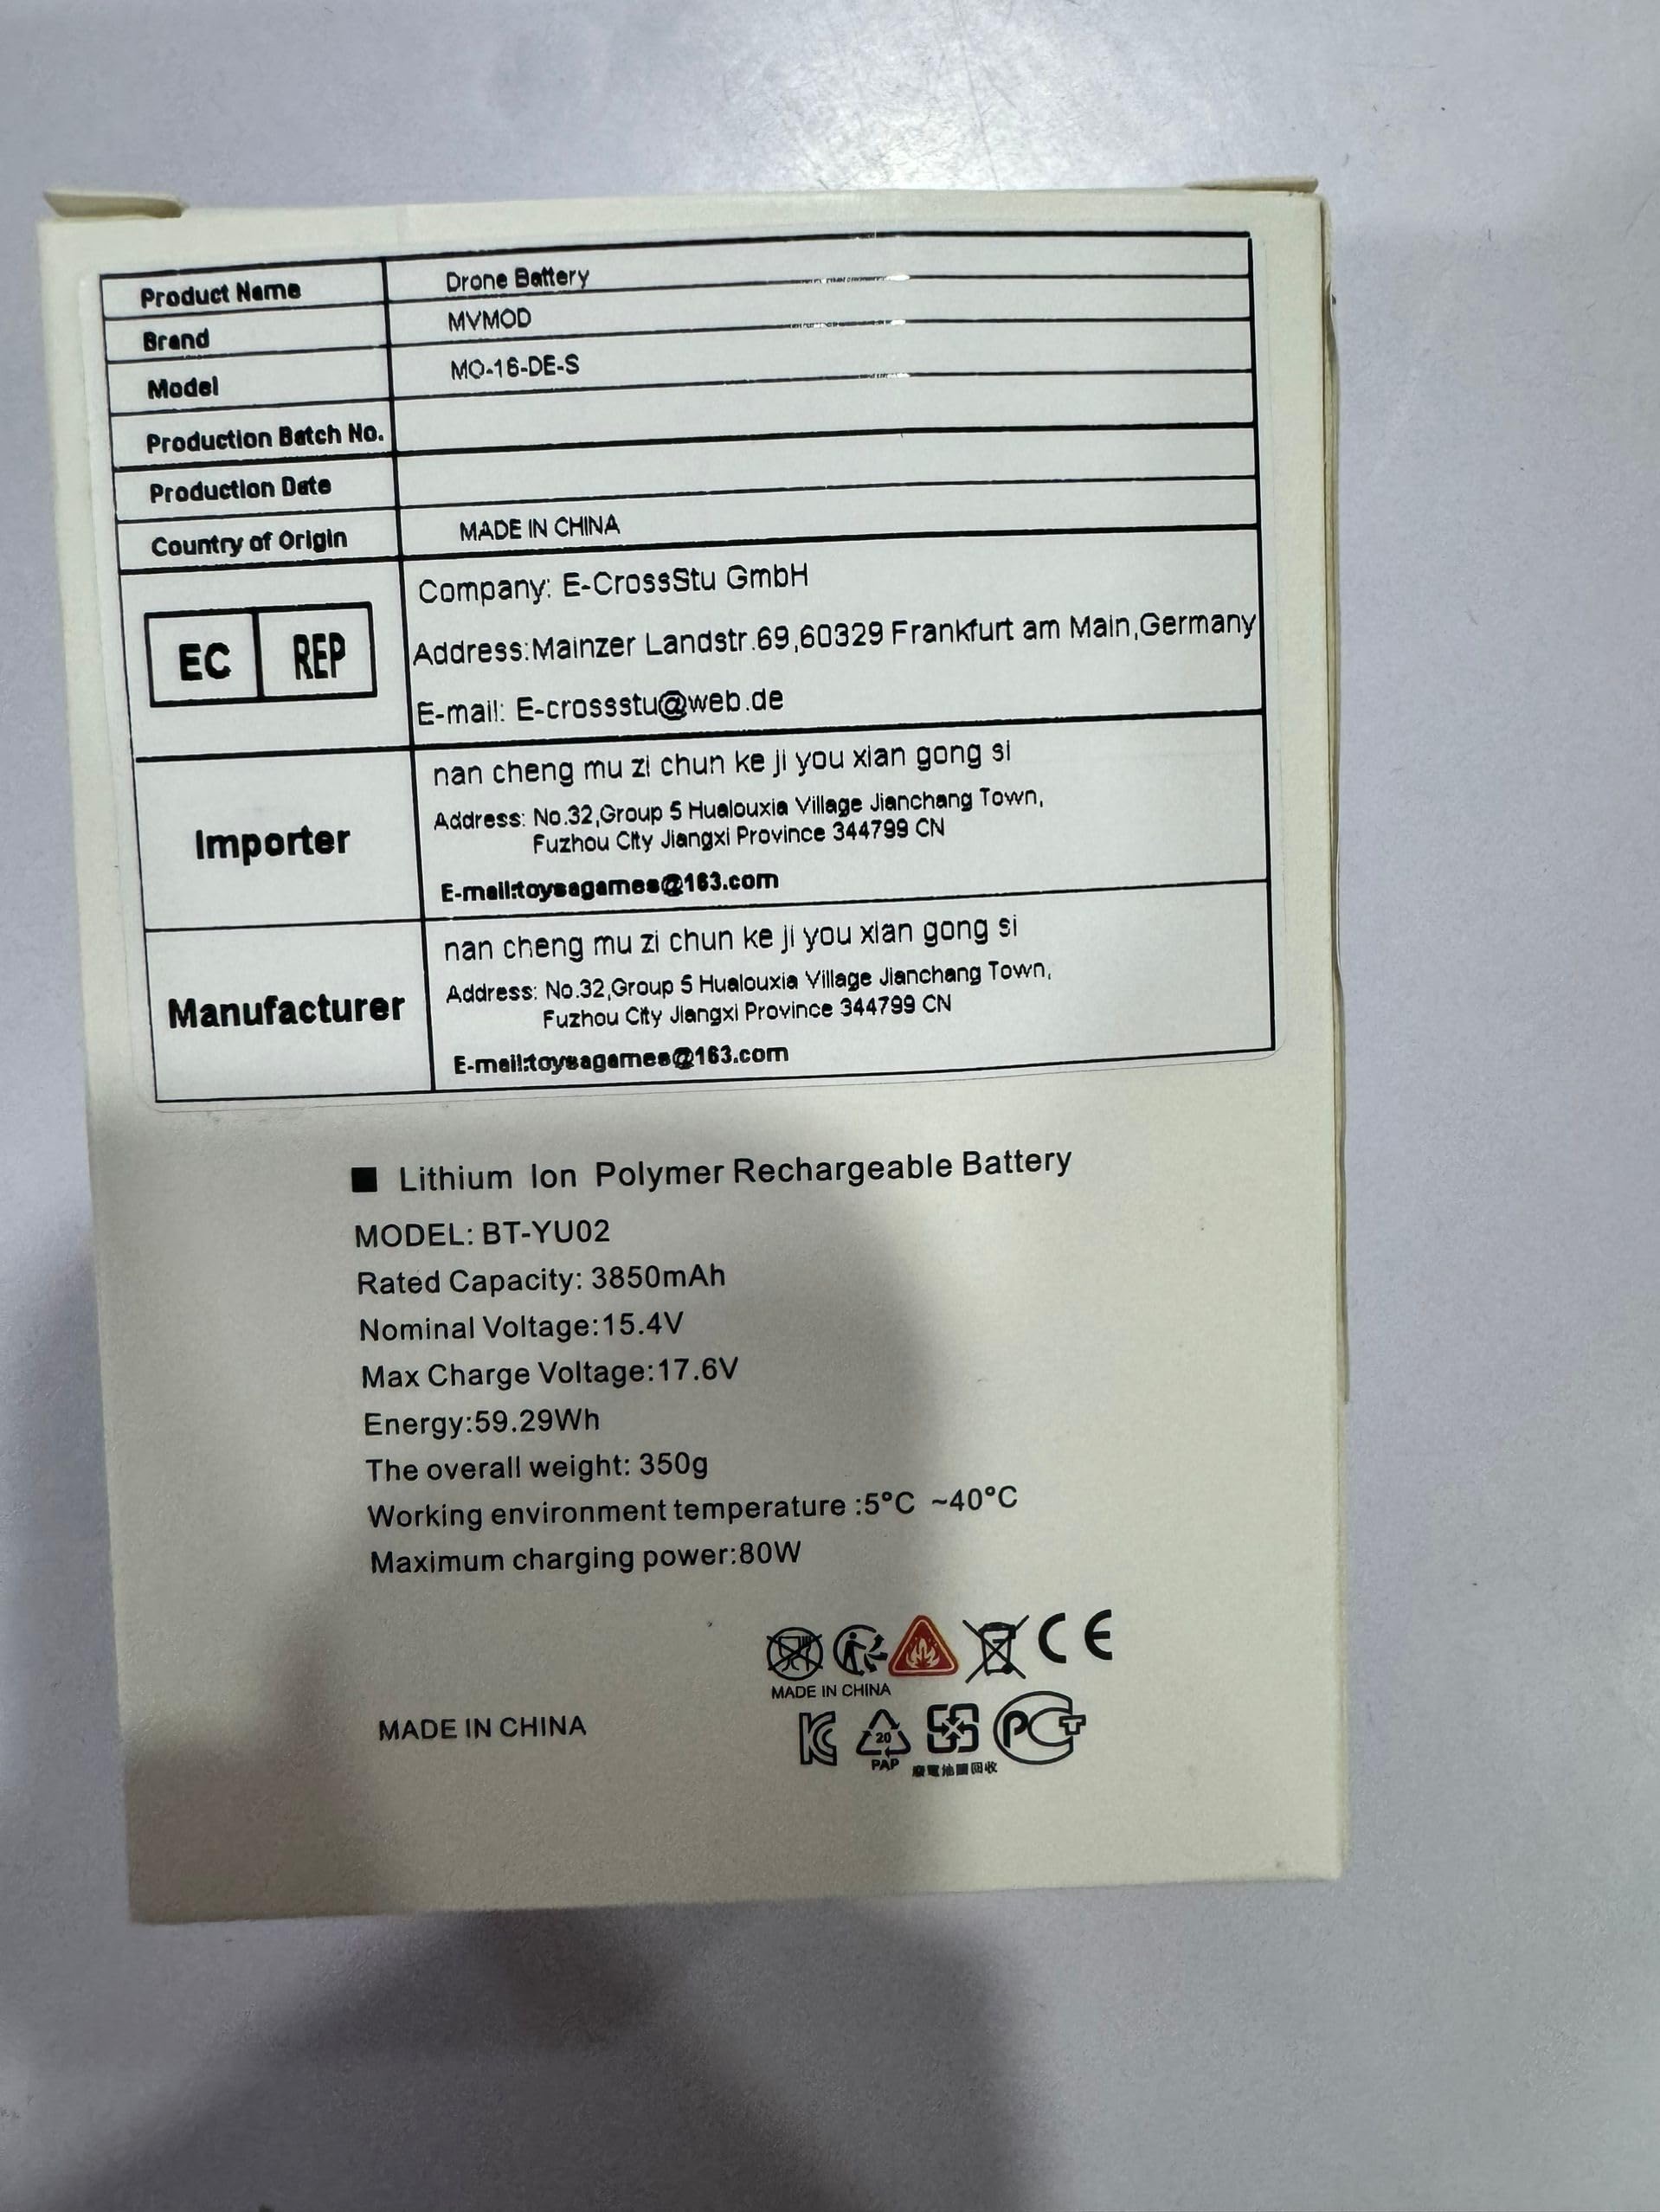 Product Name Drone Battery
Brand MVMOD
Model MO-16-DE-S
Production Batch No.
Production Date
Country of Origin MADE IN CHINA
EC REP
Company: E-CrossStu GmbH
Address:Mainzer Landstr.69,60329 Frankfurt am Main,Germany
E-mail: E-crossstu@web.de
Importer
nan cheng mu zi chun ke ji you xian gong si
Address: No.32,Group 5 Hualouxia Village Jianchang Town,
Fuzhou City Jiangxi Province 344799 CN
E-mail:toysagames@163.com
Manufacturer
nan cheng mu zi chun ke ji you xian gong si
Address: No.32,Group 5 Hualouxia Village Jianchang Town,
Fuzhou City Jiangxi Province 344799 CN
E-mail:toysagames@163.com
■ Lithium Ion Polymer Rechargeable Battery
MODEL: BT-YU02
Rated Capacity: 3850mAh
Nominal Voltage:15.4V
Max Charge Voltage:17.6V
Energy:59.29Wh
The overall weight: 350g
Working environment temperature :5°C ~40°C
Maximum charging power:80W
CE
MADE IN CHINA
MADE IN CHINA
20
PAP
PCT